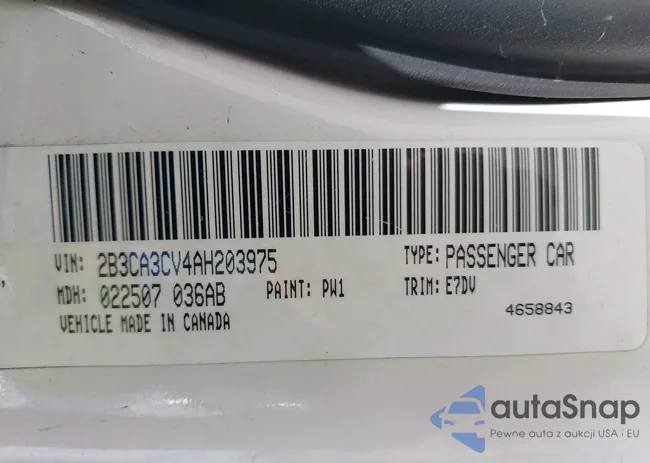 VIN: 2B3CA3CV4AH203975 TYPE: PASSENGER CAR
MDH: 022507 036AB PAINT: PW1 TRIM: E7DV
VEHICLE MADE IN CANADA 4658843
autaSnap
Pewne auta z aukcji USA i EU